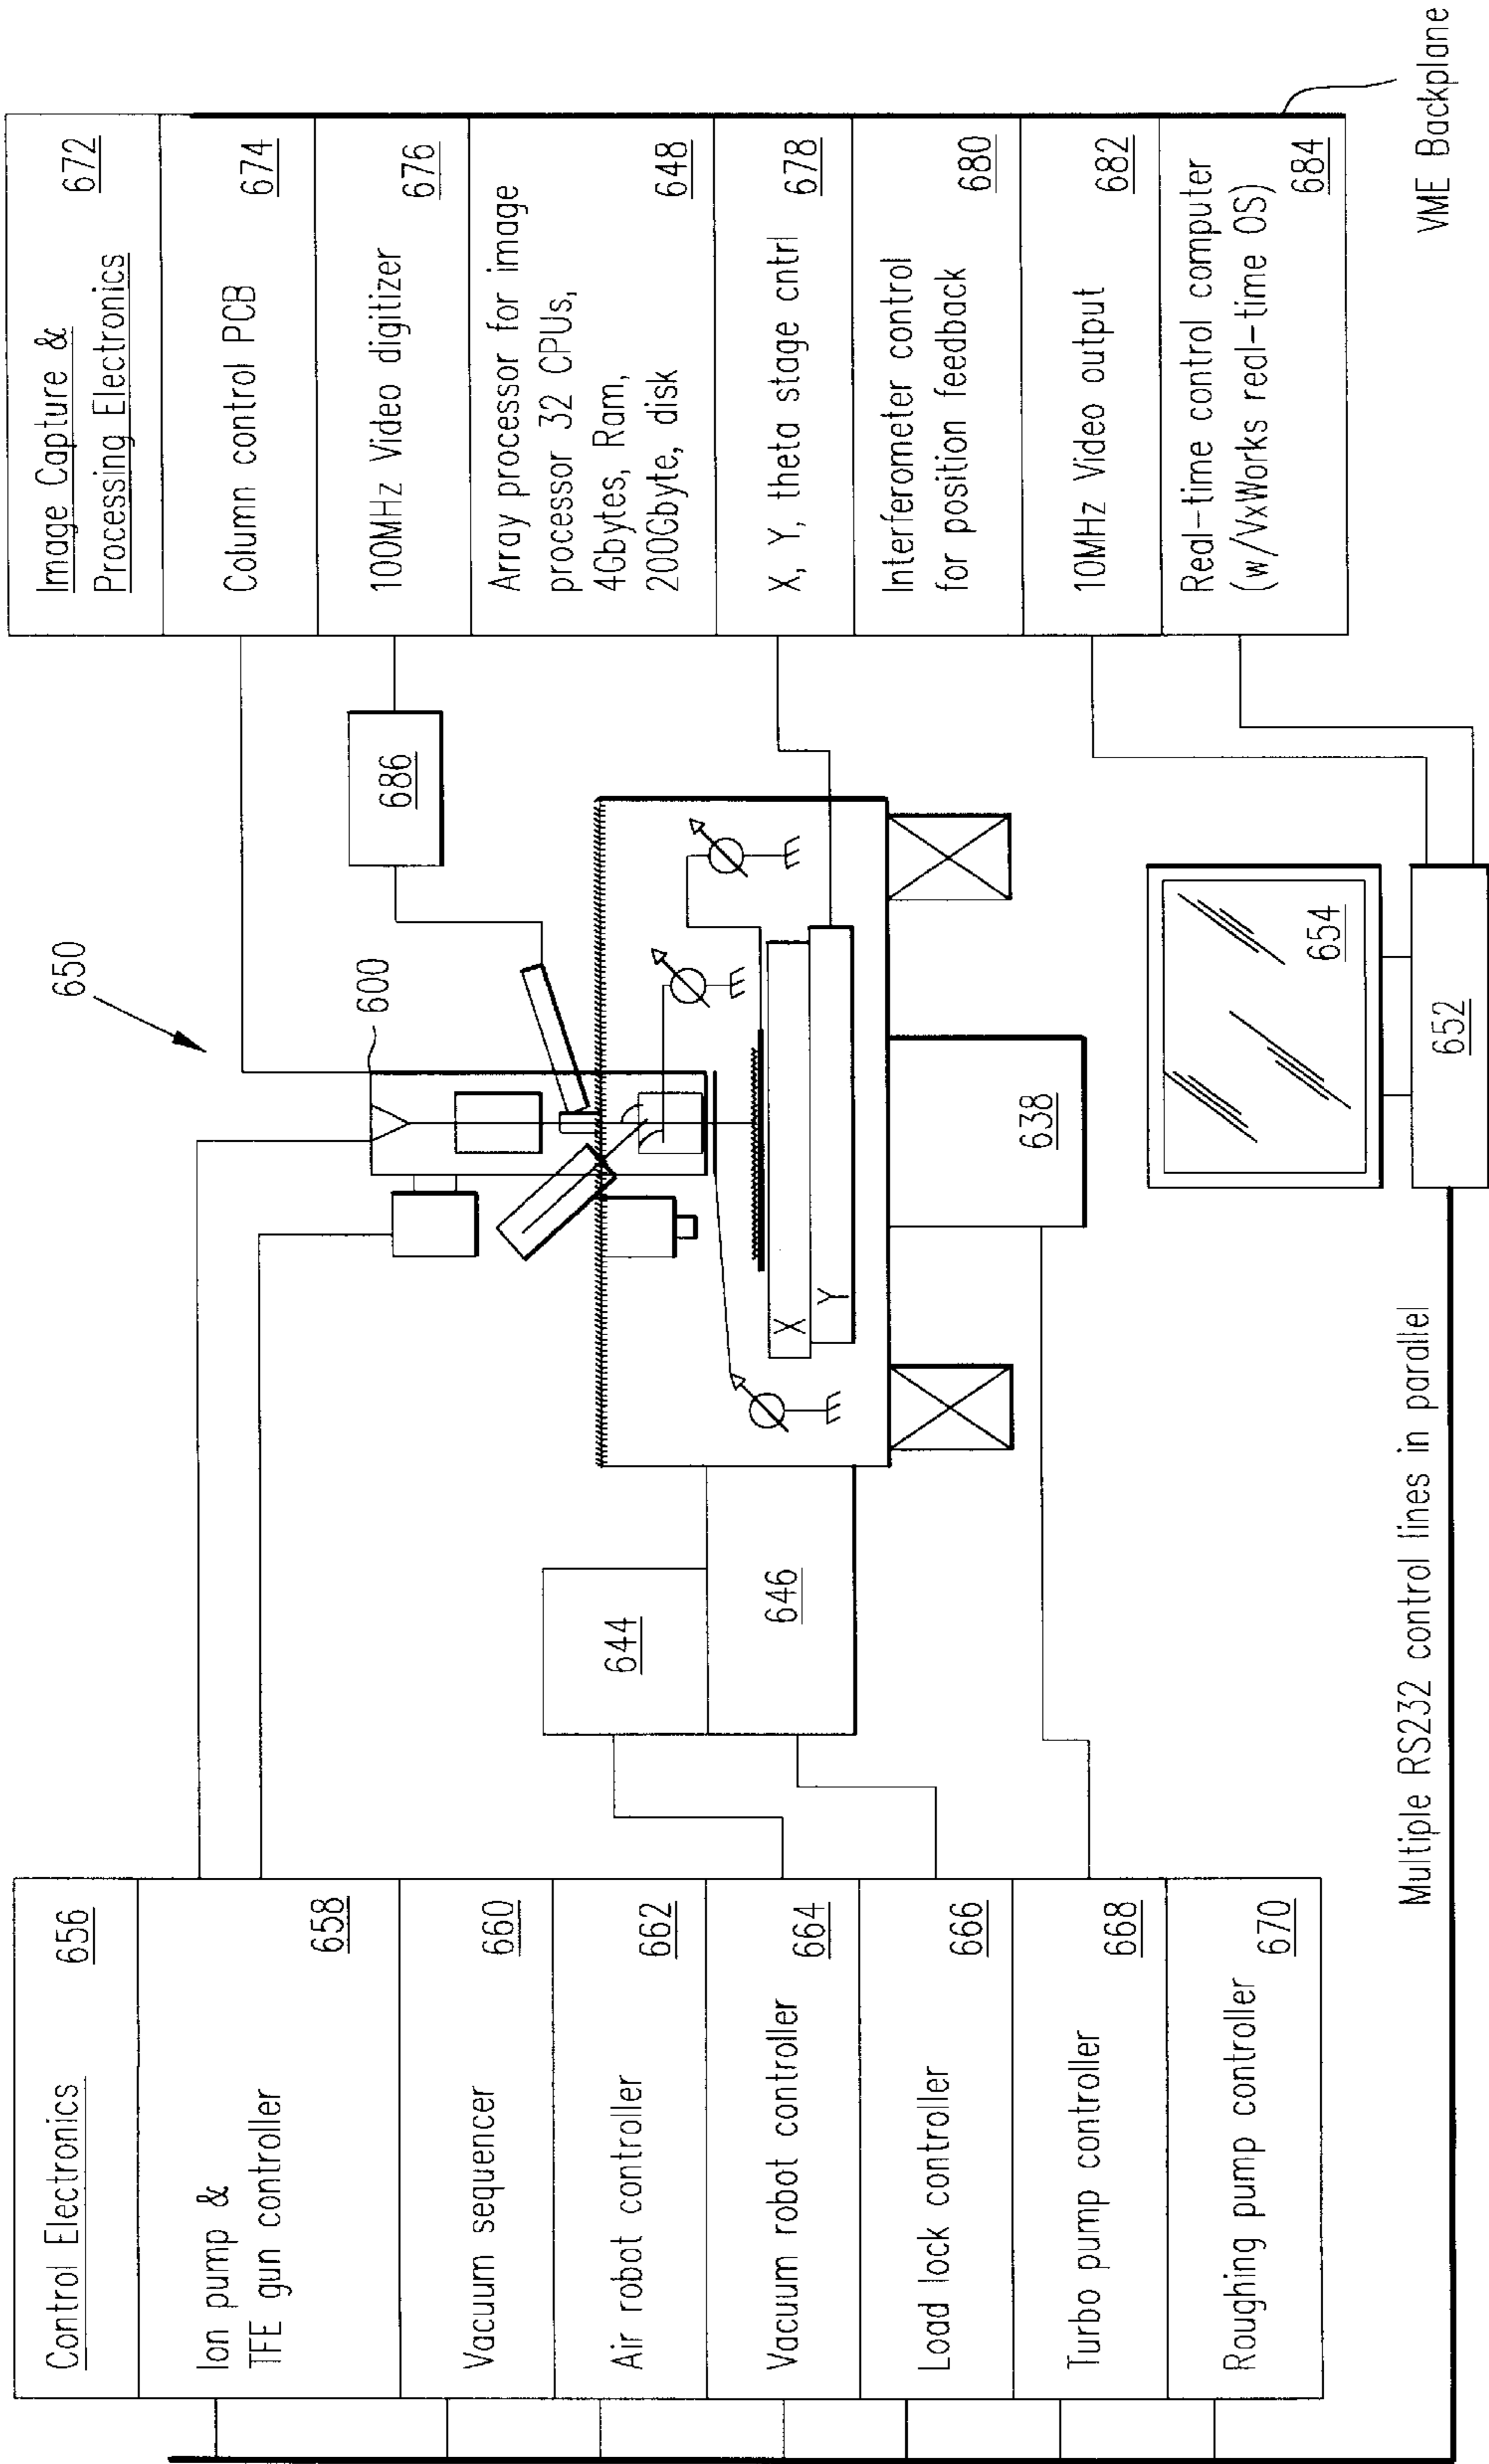 Control Electronics
656
Ion pump &
TFE gun controller
658
Vacuum sequencer
660
Air robot controller
662
Vacuum robot controller
664
Load lock controller
666
Turbo pump controller
668
Roughing pump controller
670
Multiple RS232 control lines in parallel
650
600
644
646
X
Y
638
686
654
652
Image Capture &
Processing Electronics
672
Column control PCB
674
100MHz Video digitizer
676
Array processor for image
processor 32 CPUs,
4Gbytes, Ram,
200Gbyte, disk
648
X, Y, theta stage cntrl
678
Interferometer control
for position feedback
680
10MHz Video output
682
Real-time control computer
(w/VxWorks real-time OS)
684
VME Backplane